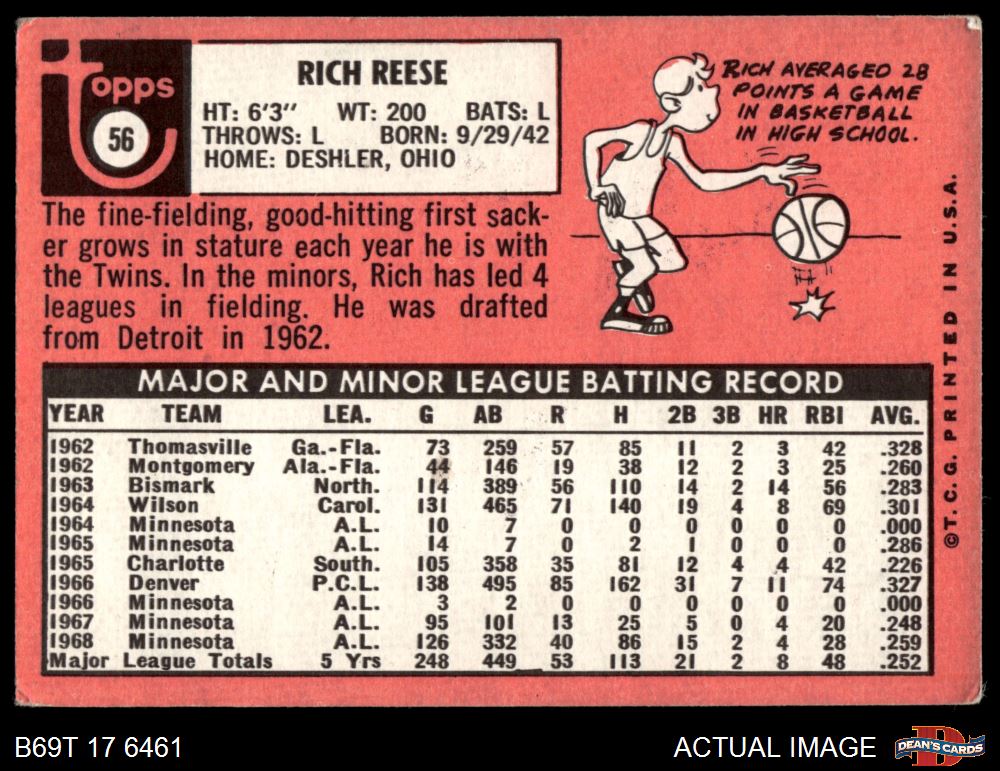 topps
56
RICH REESE
HT: 6'3" WT: 200 BATS: L
THROWS: L BORN: 9/29/42
HOME: DESHLER, OHIO
RICH AVERAGED 28
POINTS A GAME
IN BASKETBALL
IN HIGH SCHOOL.
The fine-fielding, good-hitting first sack-
er grows in stature each year he is with
the Twins. In the minors, Rich has led 4
leagues in fielding. He was drafted
from Detroit in 1962.
MAJOR AND MINOR LEAGUE BATTING RECORD
YEAR TEAM LEA. G AB R H 2B 3B HR RBI AVG.
1962 Thomasville Ga.-Fla. 73 259 57 85 11 2 3 42 .328
1962 Montgomery Ala.-Fla. 44 146 19 38 12 2 3 25 .260
1963 Bismark North. 114 389 56 110 14 2 14 56 .283
1964 Wilson Carol. 131 465 71 140 19 4 8 69 .301
1964 Minnesota A.L. 10 7 0 0 0 0 0 0 .000
1965 Minnesota A.L. 14 7 0 2 1 0 0 0 .286
1965 Charlotte South. 105 358 35 81 12 4 4 42 .226
1966 Denver P.C.L. 138 495 85 162 31 7 11 74 .327
1966 Minnesota A.L. 3 2 0 0 0 0 0 0 .000
1967 Minnesota A.L. 95 101 13 25 5 0 4 20 .248
1968 Minnesota A.L. 126 332 40 86 15 2 4 28 .259
Major League Totals 5 Yrs 248 449 53 113 21 2 8 48 .252
©T.C.G. PRINTED IN U.S.A.
B69T 17 6461
ACTUAL IMAGE
D
DEAN'S CARDS